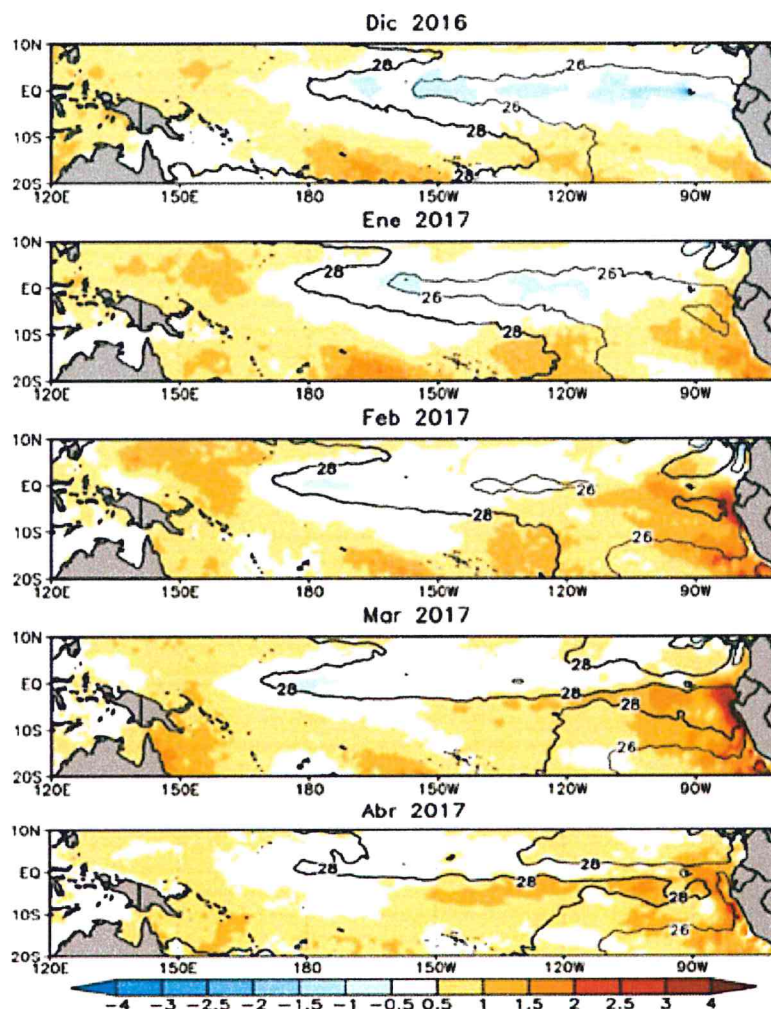 Dic 2016
10N
28
26
EQ
26
10S
20S
28
120E 150E 180 150W 120W 90W
Ene 2017
10N
28
26
EQ
26
10S
28
20S
120E 150E 180 150W 120W 90W
Feb 2017
10N
28
EQ
26
28
10S
26
20S
120E 150E 180 150W 120W 90W
Mar 2017
10N
28
EQ
28
28
28
10S
26
20S
120E 150E 180 150W 120W 90W
Abr 2017
10N
28
28
EQ
28
28
10S
26
20S
120E 150E 180 150W 120W 90W
-4 -3 -2.5 -2 -1.5 -1 -0.5 0.5 1 1.5 2 2.5 3 4